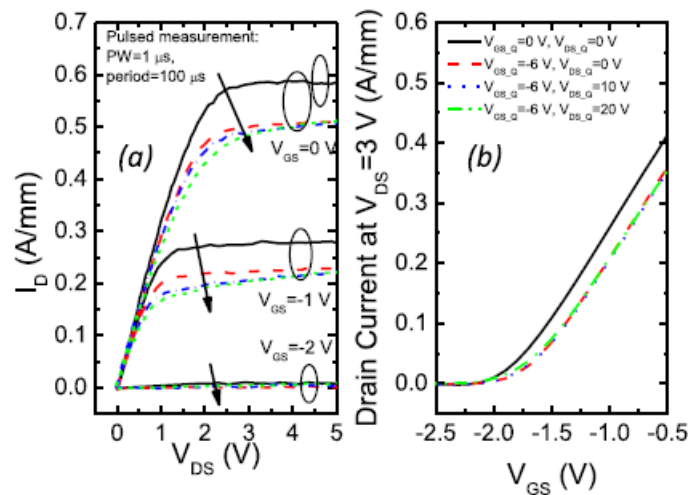 Pulsed measurement:
PW=1 μs,
period=100 μs
(a)
V_GS=0 V
V_GS=-1 V
V_GS=-2 V
I_D (A/mm)
0.7
0.6
0.5
0.4
0.3
0.2
0.1
0.0
0 1 2 3 4 5
V_DS (V)
V_GS_Q=0 V, V_DS_Q=0 V
V_GS_Q=-6 V, V_DS_Q=0 V
V_GS_Q=-6 V, V_DS_Q=10 V
V_GS_Q=-6 V, V_DS_Q=20 V
(b)
Drain Current at V_DS=3 V (A/mm)
0.6
0.5
0.4
0.3
0.2
0.1
0.0
-2.5 -2.0 -1.5 -1.0 -0.5
V_GS (V)